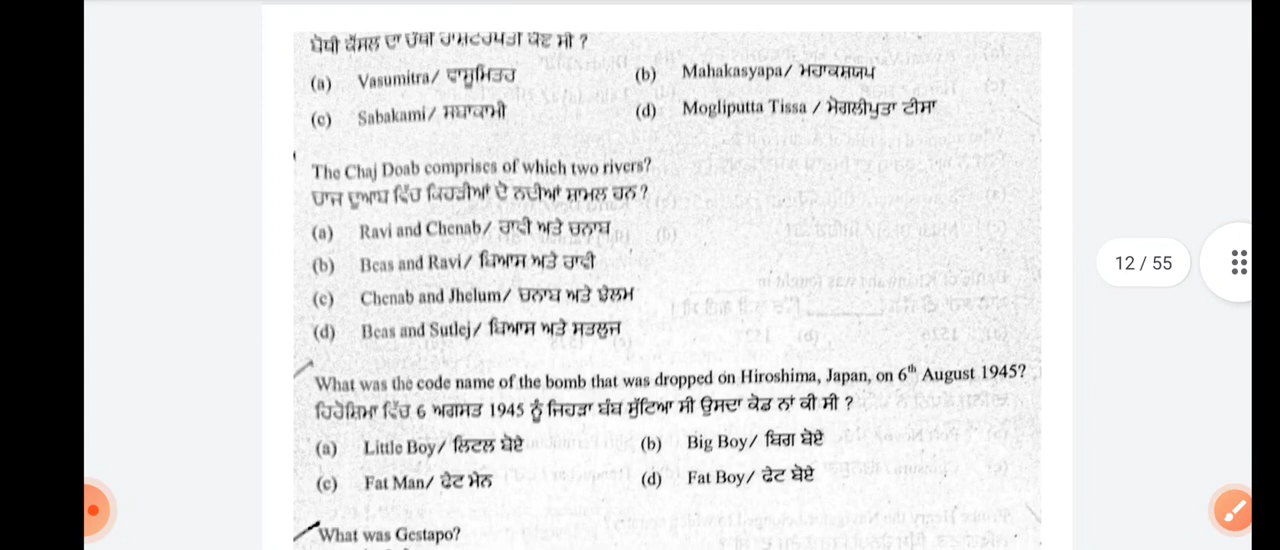 ਬੋਧੀ ਕੌਂਸਲ ਦਾ ਚੌਥਾ ਰਾਸ਼ਟਰਪਤੀ ਕੌਣ ਸੀ ?
(a) Vasumitra/ ਵਾਸੂਮਿਤਰ (b) Mahakasyapa/ ਮਹਾਕਸ਼ਯਪ
(c) Sabakami/ ਸਬਾਕਾਮੀ (d) Mogliputta Tissa / ਮੋਗਲੀਪੁਤਾ ਟੀਸਾ
The Chaj Doab comprises of which two rivers?
ਚਾਜ ਦੁਆਬ ਵਿੱਚ ਕਿਹੜੀਆਂ ਦੋ ਨਦੀਆਂ ਸ਼ਾਮਲ ਹਨ ?
(a) Ravi and Chenab/ ਰਾਵੀ ਅਤੇ ਚਨਾਬ
(b) Beas and Ravi/ ਬਿਆਸ ਅਤੇ ਰਾਵੀ
(c) Chenab and Jhelum/ ਚਨਾਬ ਅਤੇ ਝੇਲਮ
(d) Beas and Sutlej/ ਬਿਆਸ ਅਤੇ ਸਤਲੁਜ
12 / 55
What was the code name of the bomb that was dropped on Hiroshima, Japan, on 6th August 1945?
ਹਿਰੋਸ਼ਿਮਾ ਵਿੱਚ 6 ਅਗਸਤ 1945 ਨੂੰ ਜਿਹੜਾ ਬੰਬ ਸੁੱਟਿਆ ਸੀ ਉਸਦਾ ਕੋਡ ਨਾਂ ਕੀ ਸੀ ?
(a) Little Boy/ ਲਿਟਲ ਬੋਏ (b) Big Boy/ ਬਿਗ ਬੋਏ
(c) Fat Man/ ਫੇਟ ਮੇਨ (d) Fat Boy/ ਫੇਟ ਬੋਏ
What was Gestapo?